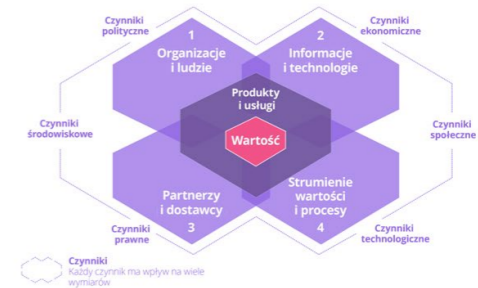 Czynniki
polityczne
Czynniki
ekonomiczne
1
Organizacje
i ludzie
2
Informacje
i technologie
Produkty
i usługi
Czynniki
środowiskowe
Wartość
Czynniki
społeczne
Partnerzy
i dostawcy
3
Strumienie
wartości
i procesy
4
Czynniki
prawne
Czynniki
technologiczne
Czynniki
Każdy czynnik ma wpływ na wiele
wymiarów